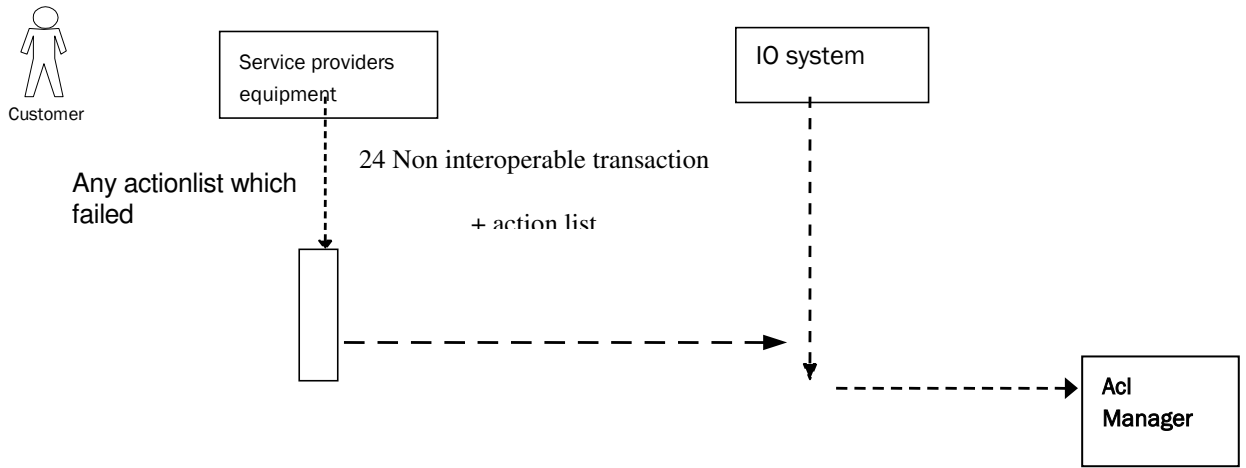 Customer
Service providers
equipment
IO system
24 Non interoperable transaction
Any actionlist which
failed
+ action list
Acl
Manager